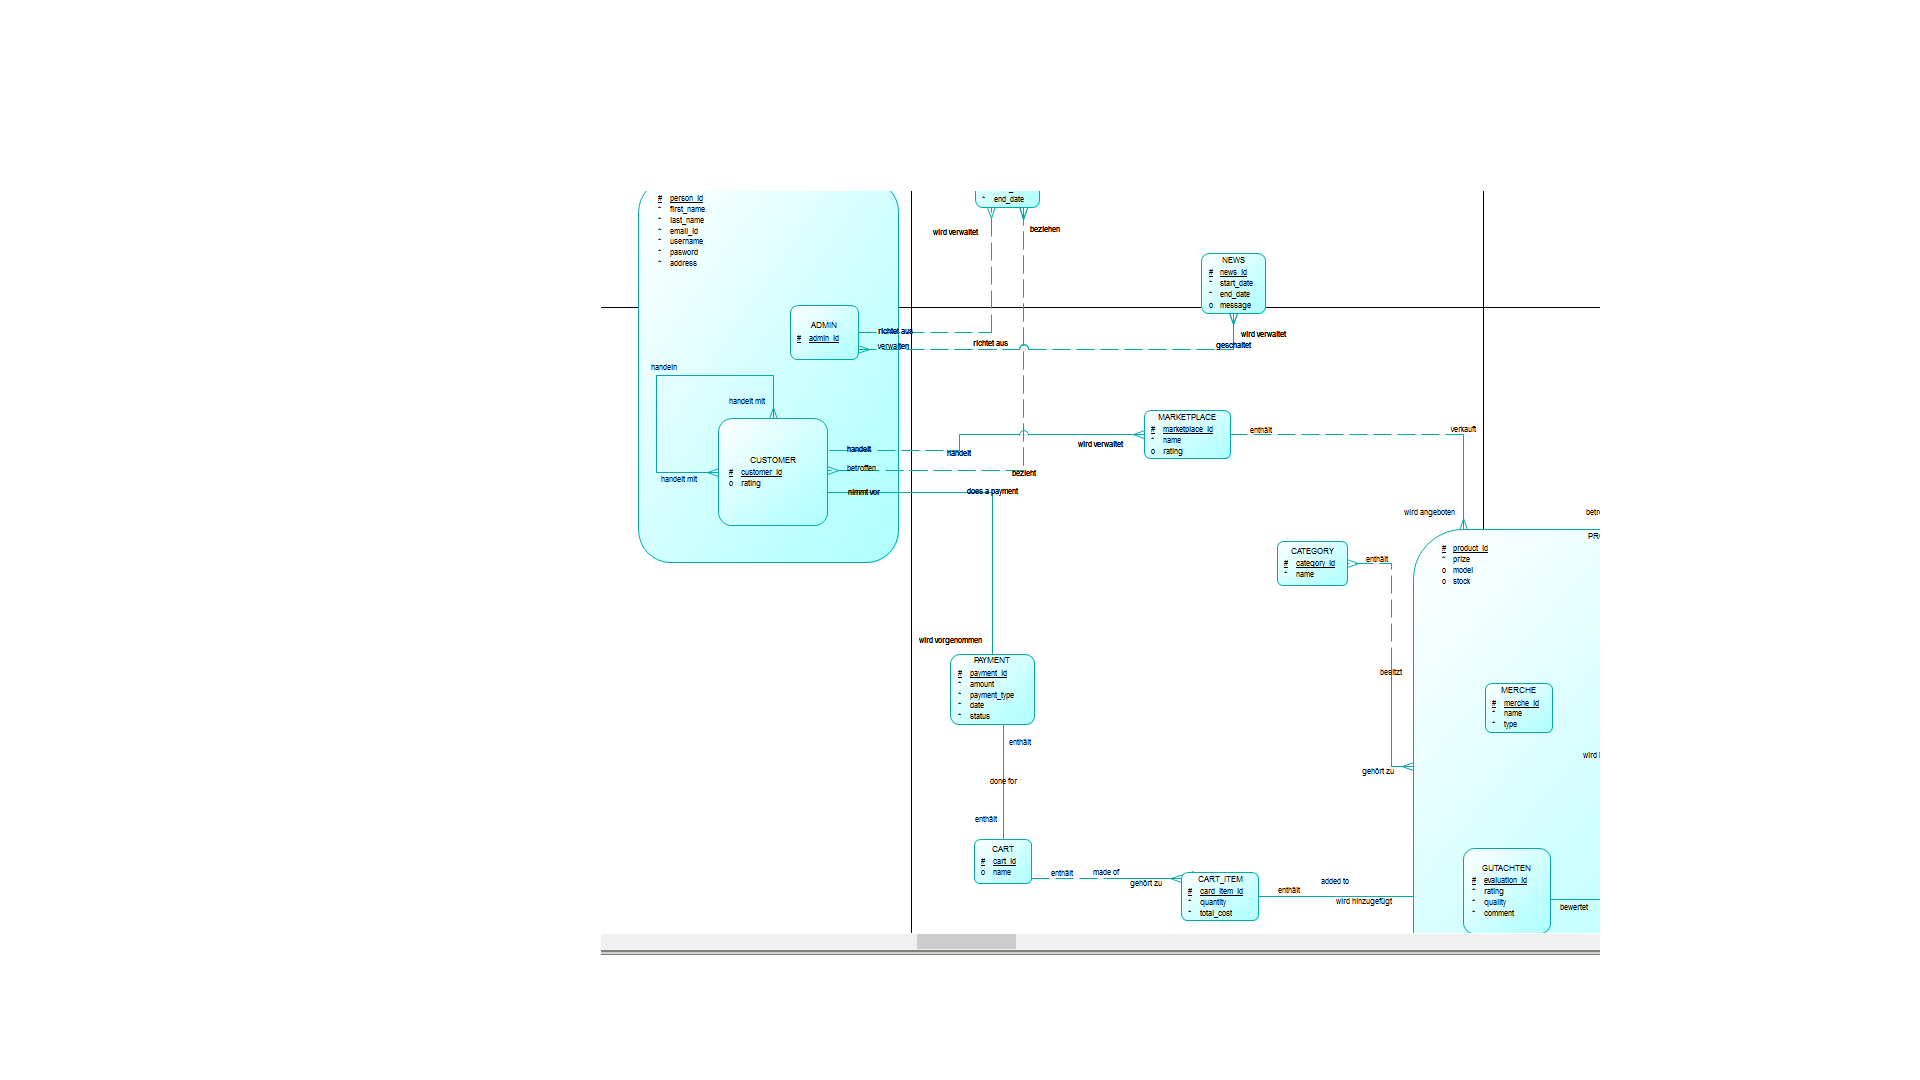 # person_id
* first_name
* last_name
* email_id
* username
* pasword
* address
* end_date
wird verwaltet
beziehen
NEWS
# news_id
* start_date
* end_date
o message
wird verwaltet
geschaltet
ADMIN
# admin_id
richtet aus
verwalten
richtet aus
handeln
handelt mit
CUSTOMER
# customer_id
o rating
handelt mit
handelt
handelt
betroffen
bezieht
nimmt vor
does a payment
MARKETPLACE
# marketplace_id
* name
o rating
wird verwaltet
enthält
verkauft
wird angeboten
betr
PR
# product_id
* prize
o model
o stock
CATEGORY
# category_id
* name
enthält
besitzt
gehört zu
wird vorgenommen
PAYMENT
# payment_id
* amount
* payment_type
* date
* status
enthält
done for
enthält
MERCHE
# merche_id
* name
* type
wird
CART
# cart_id
o name
enthält
made of
gehört zu
CART_ITEM
# card_item_id
* quantity
* total_cost
enthält
added to
wird hinzugefügt
GUTACHTEN
# evaluation_id
* rating
* quality
* comment
bewertet